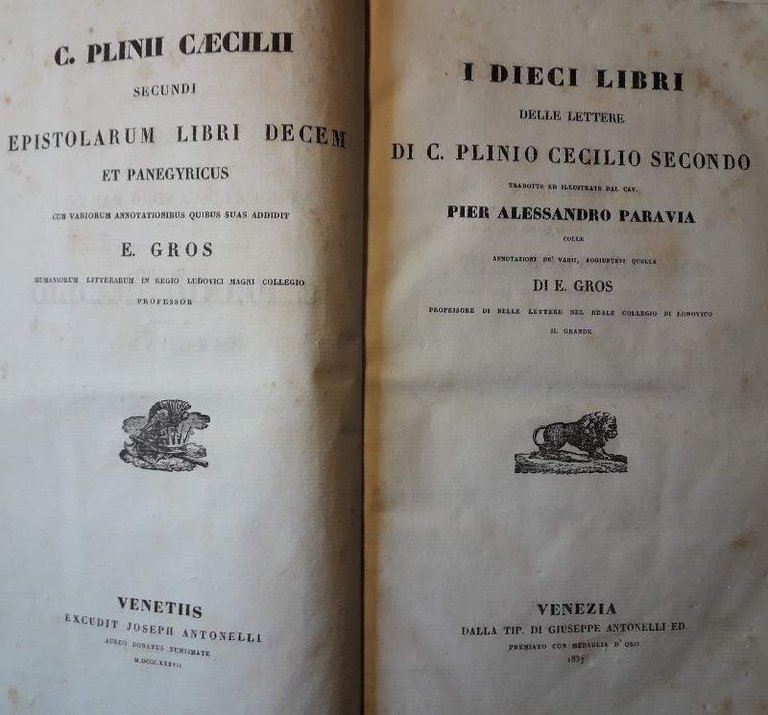 C. PLINII CÆCILII
SECUNDI
EPISTOLARUM LIBRI DECEM
ET PANEGYRICUS
CUM VARIORUM ANNOTATIONIBUS QUIBUS SUAS ADDIDIT
E. GROS
HUMANIORUM LITTERARUM IN REGIO LUDOVICI MAGNI COLLEGIO
PROFESSOR
VENETIIS
EXCUDIT JOSEPH ANTONELLI
AUREO DONATUS NUMISMATE
M.DCCC.XXXVII
I DIECI LIBRI
DELLE LETTERE
DI C. PLINIO CECILIO SECONDO
TRADOTTE ED ILLUSTRATE DAL CAV.
PIER ALESSANDRO PARAVIA
COLLE
ANNOTAZIONI DE' VARII, AGGIUNTEVI QUELLE
DI E. GROS
PROFESSORE DI BELLE LETTERE NEL REALE COLLEGIO DI LODOVICO
IL GRANDE
VENEZIA
DALLA TIP. DI GIUSEPPE ANTONELLI ED.
PREMIATO CON MEDAGLIA D' ORO
1837